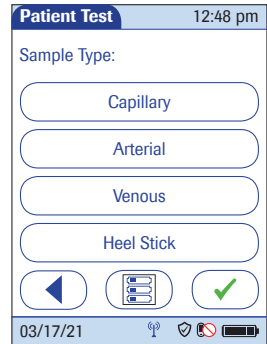 Patient Test 12:48 pm
Sample Type:
Capillary
Arterial
Venous
Heel Stick
03/17/21